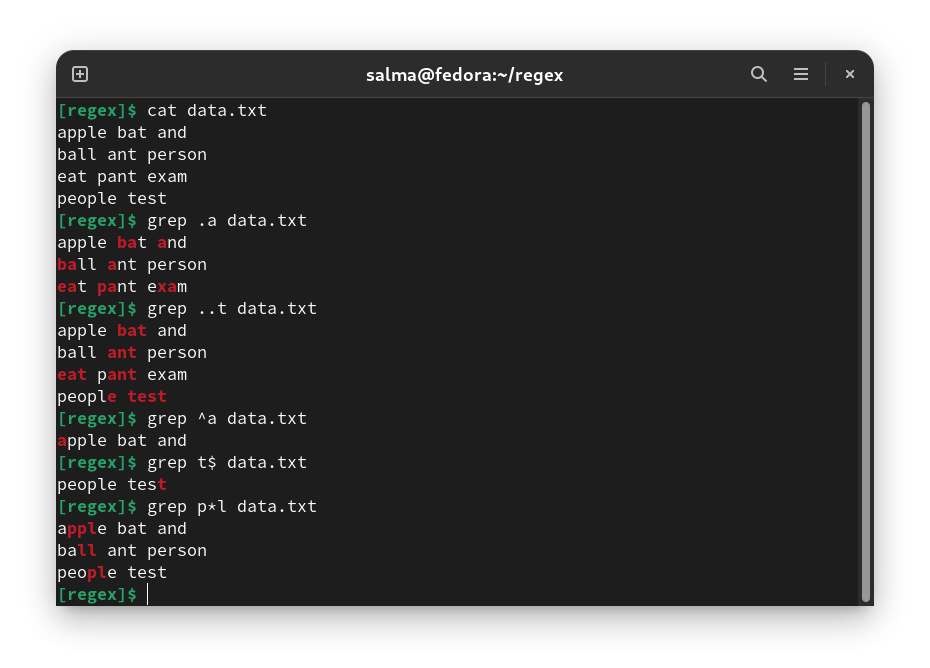 salma@fedora:~/regex
[regex]$ cat data.txt
apple bat and
ball ant person
eat pant exam
people test
[regex]$ grep .a data.txt
apple bat and
ball ant person
eat pant exam
[regex]$ grep ..t data.txt
apple bat and
ball ant person
eat pant exam
people test
[regex]$ grep ^a data.txt
apple bat and
[regex]$ grep t$ data.txt
people test
[regex]$ grep p*l data.txt
apple bat and
ball ant person
people test
[regex]$